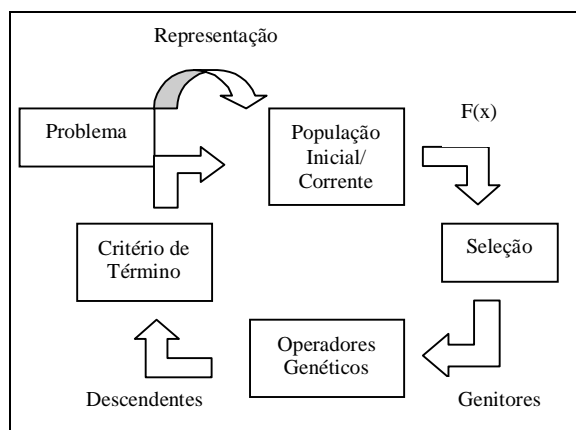 Representação
Problema
População
Inicial/
Corrente
F(x)
Critério de
Término
Seleção
Operadores
Genéticos
Descendentes
Genitores